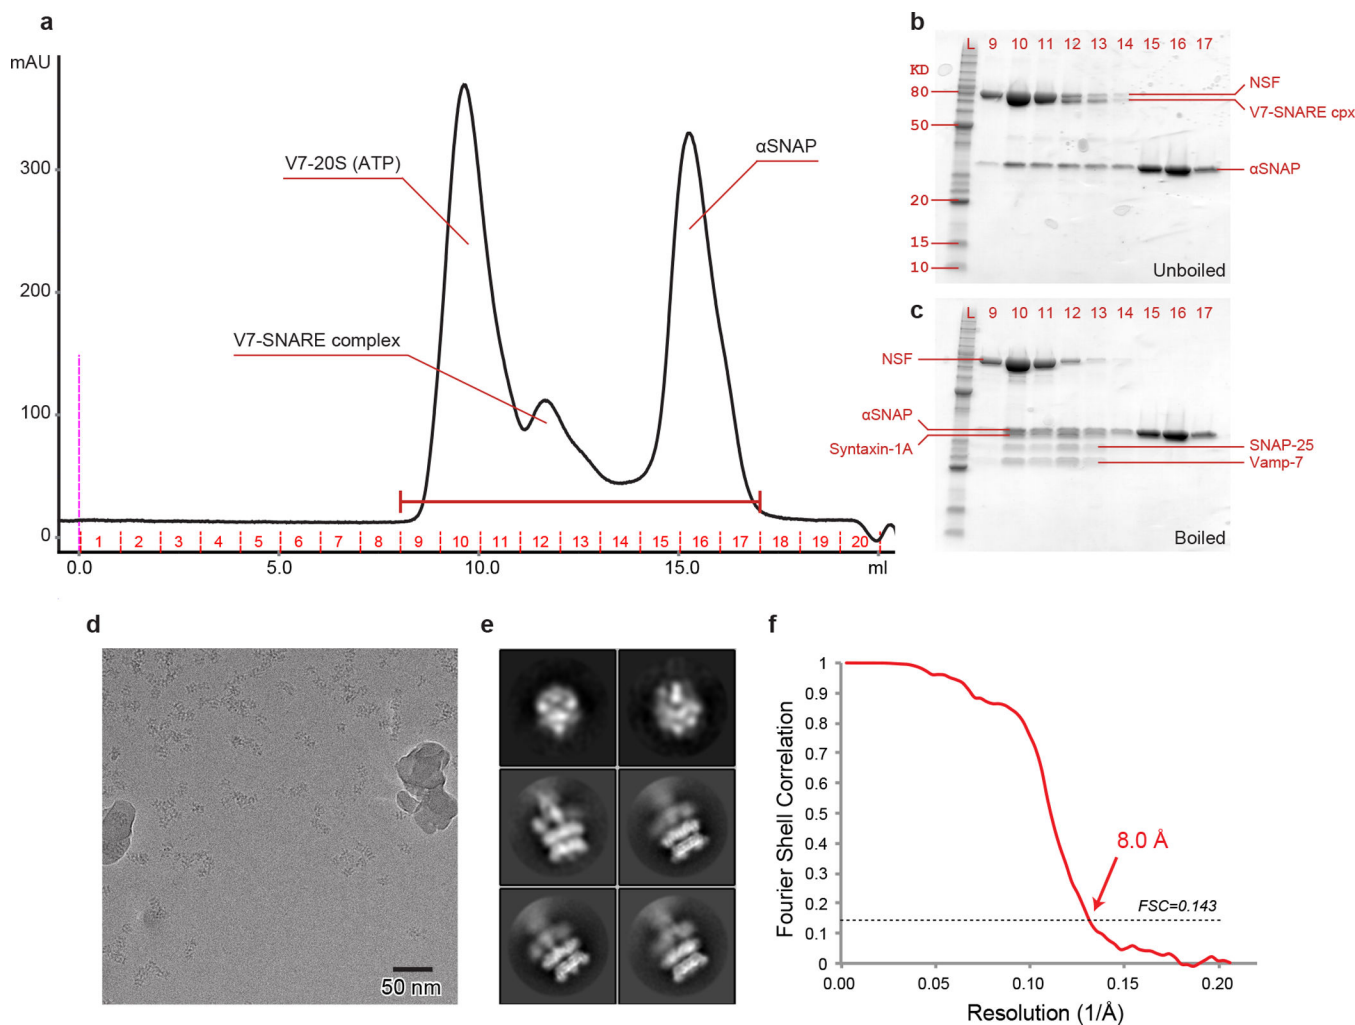 a
mAU
300
200
100
0
V7-20S (ATP)
αSNAP
V7-SNARE complex
1 2 3 4 5 6 7 8 9 10 11 12 13 14 15 16 17 18 19 20
0.0 5.0 10.0 15.0 ml
b
L 9 10 11 12 13 14 15 16 17
KD
80
50
20
15
10
NSF
V7-SNARE cpx
αSNAP
Unboiled
c
L 9 10 11 12 13 14 15 16 17
NSF
αSNAP
Syntaxin-1A
SNAP-25
Vamp-7
Boiled
d
50 nm
e
f
Fourier Shell Correlation
1
0.9
0.8
0.7
0.6
0.5
0.4
0.3
0.2
0.1
0
8.0 Å
FSC=0.143
0.00 0.05 0.10 0.15 0.20
Resolution (1/Å)